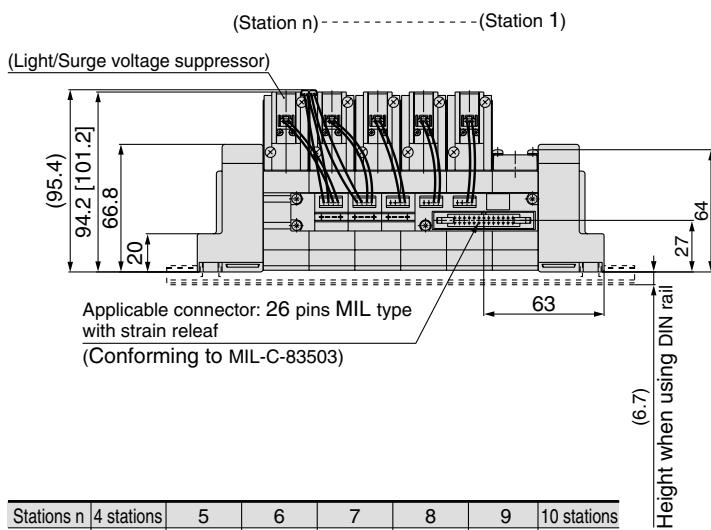 (Station n)
(Station 1)
(Light/Surge voltage suppressor)
(95.4)
94.2 [101.2]
66.8
20
64
27
63
Applicable connector: 26 pins MIL type
with strain releaf
(Conforming to MIL-C-83503)
(6.7)
Height when using DIN rail
Stations n 4 stations 5 6 7 8 9 10 stations